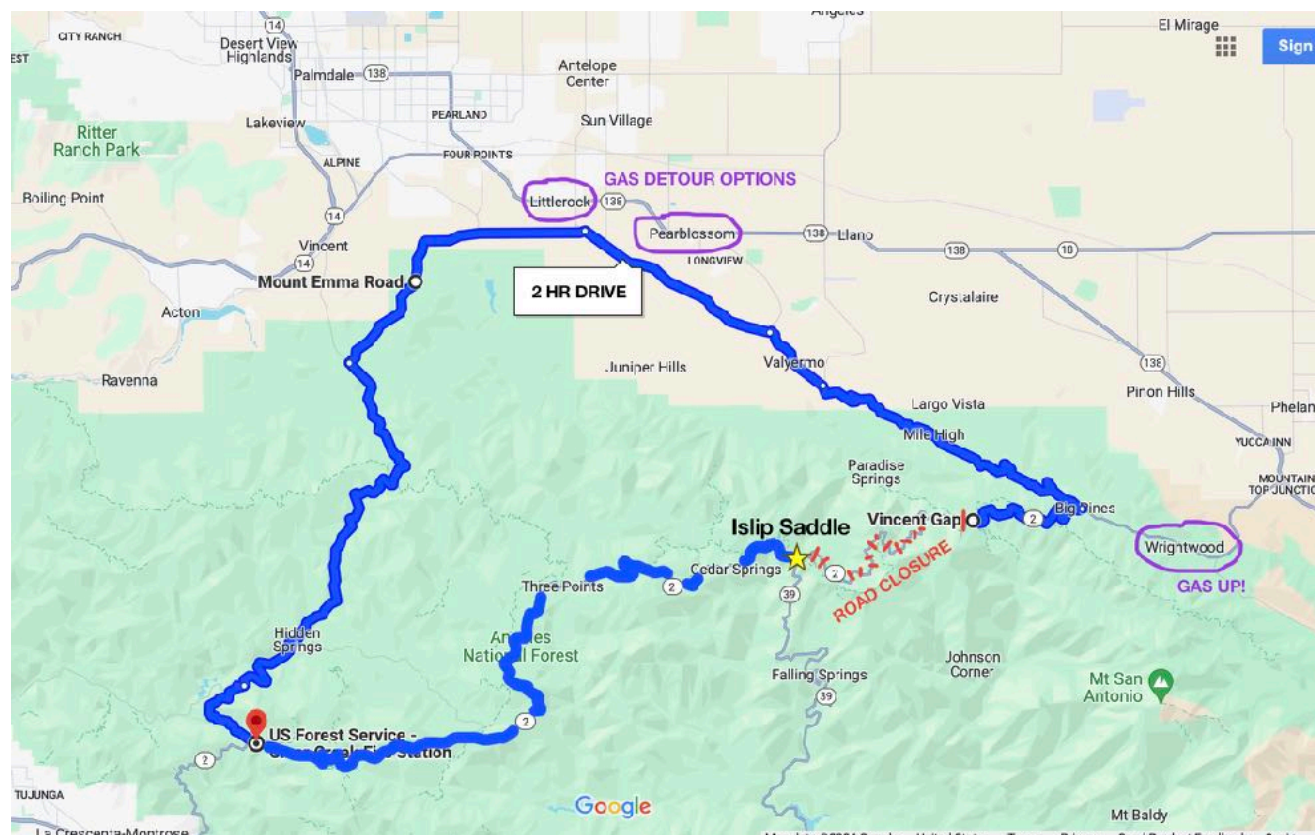 Angeles
El Mirage
CITY RANCH
14
Desert View
Highlands
Sign
EST
Palmdale
138
Antelope
Center
PEARLAND
Sun Village
Lakeview
Ritter
Ranch Park
ALPINE
FOUR POINTS
GAS DETOUR OPTIONS
Boiling Point
Littlerock
138
14
Pearblossom
138
Llano
138
18
Vincent
LONGVIEW
14
Mount Emma Road
2 HR DRIVE
Crystalaire
Acton
Juniper Hills
Valyermo
138
Ravenna
Pinon Hills
Largo Vista
Phelan
Mile High
YUCCA INN
Paradise
Springs
MOUNTAIN
TOP JUNCTION
Islip Saddle
Vincent Gap
2
Big Pines
Wrightwood
Cedar Springs
2
ROAD CLOSURE
GAS UP!
Three Points
2
39
Hidden
Springs
Angeles
National Forest
Falling Springs
Johnson
Corner
Mt San
Antonio
39
2
US Forest Service -
Fire Station
2
TUJUNGA
Google
Mt Baldy
La Crescenta-Montrose